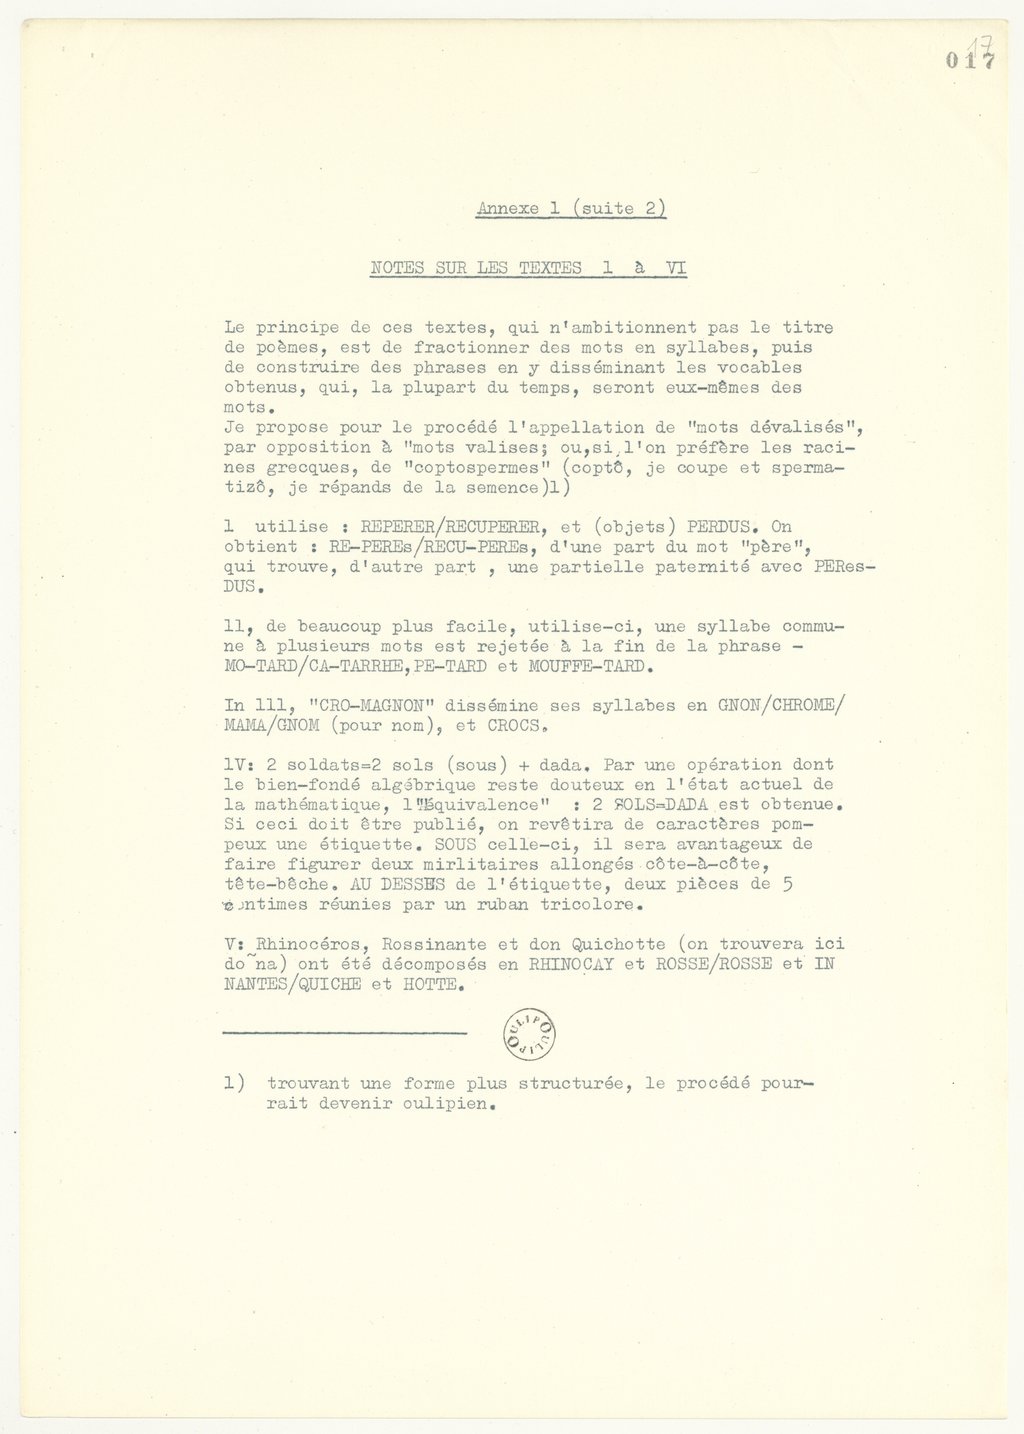 17
017
Annexe 1 (suite 2)
NOTES SUR LES TEXTES 1 à VI
Le principe de ces textes, qui n'ambitionnent pas le titre
de poèmes, est de fractionner des mots en syllabes, puis
de construire des phrases en y disséminant les vocables
obtenus, qui, la plupart du temps, seront eux-mêmes des
mots.
Je propose pour le procédé l'appellation de "mots dévalisés",
par opposition à "mots valises; ou,si,l'on préfère les raci-
nes grecques, de "coptospermes" (coptô, je coupe et sperma-
tizô, je répands de la semence)1)
1 utilise : REPERER/RECUPERER, et (objets) PERDUS. On
obtient : RE-PEREs/RECU-PEREs, d'une part du mot "père",
qui trouve, d'autre part , une partielle paternité avec PERes-
DUS.
11, de beaucoup plus facile, utilise-ci, une syllabe commu-
ne à plusieurs mots est rejetée à la fin de la phrase -
MO-TARD/CA-TARRHE,PE-TARD et MOUFFE-TARD.
In 111, "CRO-MAGNON" dissémine ses syllabes en GNON/CHROME/
MAMA/GNOM (pour nom), et CROCS.
1V: 2 soldats=2 sols (sous) + dada. Par une opération dont
le bien-fondé algébrique reste douteux en l'état actuel de
la mathématique, l'"équivalence" : 2 SOLS=DADA est obtenue.
Si ceci doit être publié, on revêtira de caractères pom-
peux une étiquette. SOUS celle-ci, il sera avantageux de
faire figurer deux mirlitaires allongés côte-à-côte,
tête-bêche. AU DESSUS de l'étiquette, deux pièces de 5
centimes réunies par un ruban tricolore.
V: Rhinocéros, Rossinante et don Quichotte (on trouvera ici
do~na) ont été décomposés en RHINOCAY et ROSSE/ROSSE et IN
NANTES/QUICHE et HOTTE.
OULIPO OULIPO
1) trouvant une forme plus structurée, le procédé pour-
rait devenir oulipien.